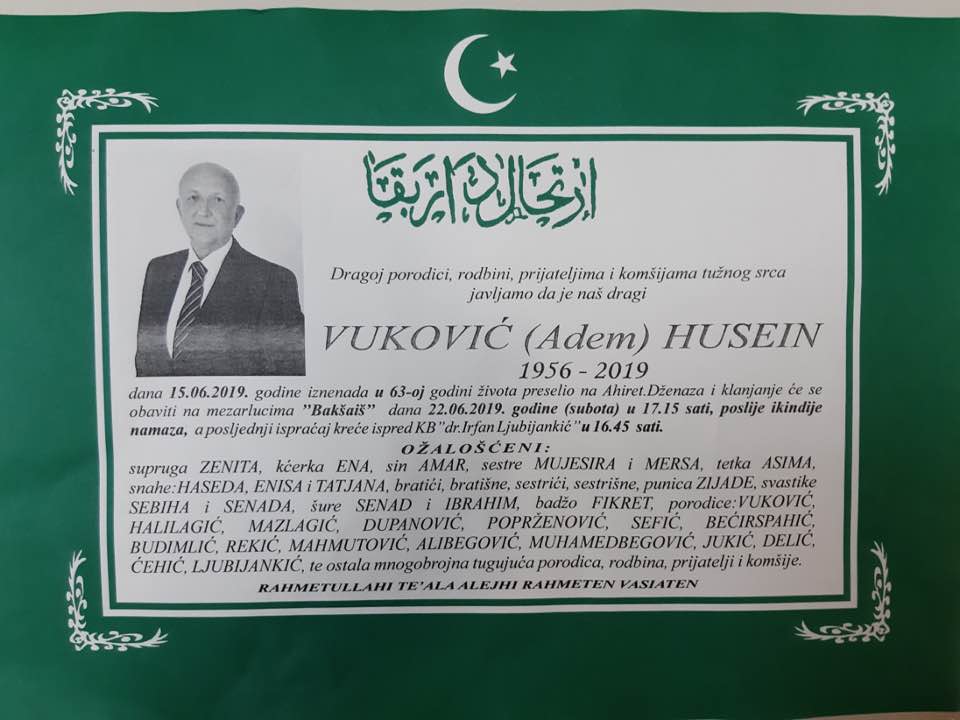 إرتحال دار بقا
Dragoj porodici, rodbini, prijateljima i komšijama tužnog srca
javljamo da je naš dragi
VUKOVIĆ (Adem) HUSEIN
1956 - 2019
dana 15.06.2019. godine iznenada u 63-oj godini života preselio na Ahiret.Dženaza i klanjanje će se
obaviti na mezarlucima ”Bakšaiš” dana 22.06.2019. godine (subota) u 17.15 sati, poslije ikindije
namaza, a posljednji ispraćaj kreće ispred KB”dr.Irfan Ljubijankić”u 16.45 sati.
OŽALOŠĆENI:
supruga ZENITA, kćerka ENA, sin AMAR, sestre MUJESIRA i MERSA, tetka ASIMA,
snahe:HASEDA, ENISA i TATJANA, bratići, bratišne, sestrići, sestrišne, punica ZIJADE, svastike
SEBIHA i SENADA, šure SENAD i IBRAHIM, badžo FIKRET, porodice:VUKOVIĆ,
HALILAGIĆ, MAZLAGIĆ, DUPANOVIĆ, POPRŽENOVIĆ, SEFIĆ, BEĆIRSPAHIĆ,
BUDIMLIĆ, REKIĆ, MAHMUTOVIĆ, ALIBEGOVIĆ, MUHAMEDBEGOVIĆ, JUKIĆ, DELIĆ,
ĆEHIĆ, LJUBIJANKIĆ, te ostala mnogobrojna tugujuća porodica, rodbina, prijatelji i komšije.
RAHMETULLAHI TE’ALA ALEJHI RAHMETEN VASIATEN